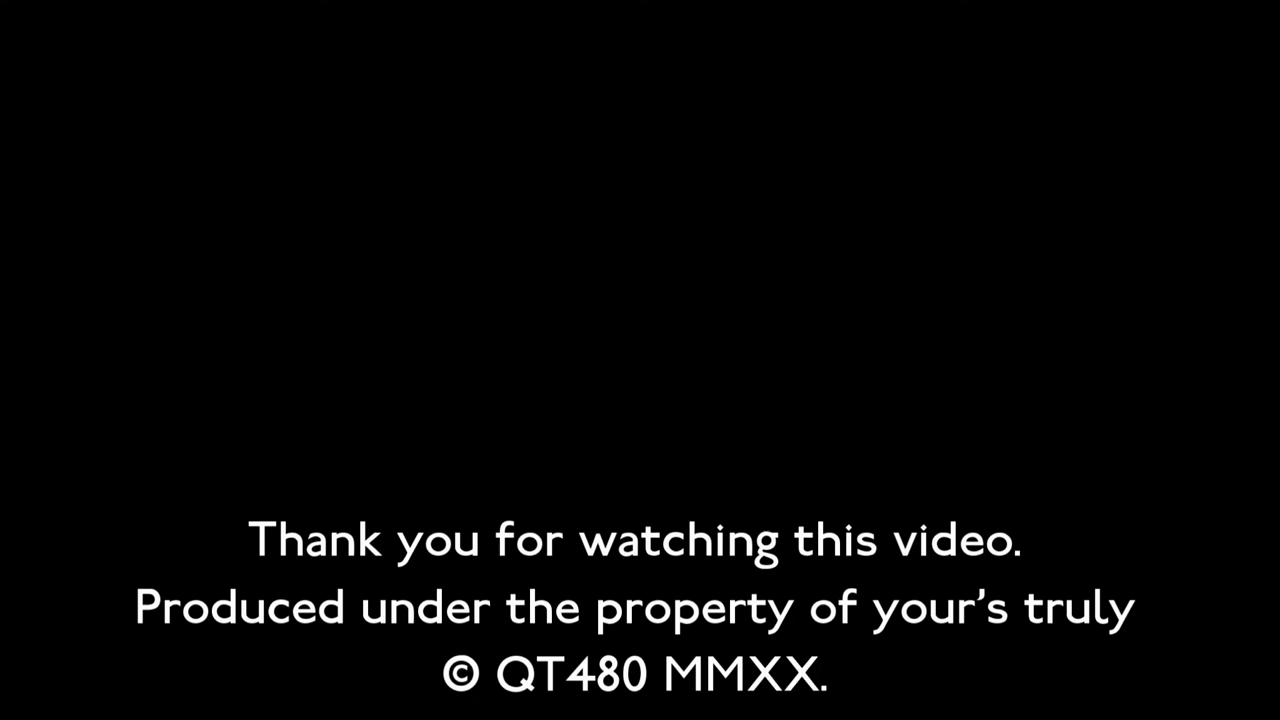 Thank you for watching this video.
Produced under the property of your’s truly
© QT480 MMXX.